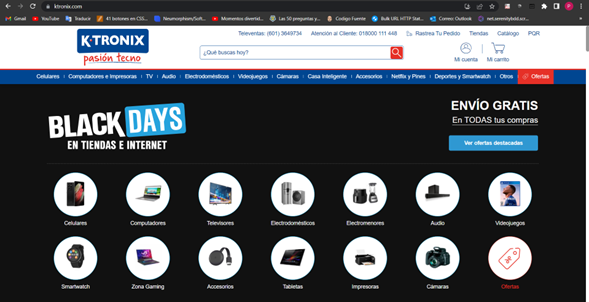 ktronix.com
Gmail
YouTube
Maps
Traducir
41 botones en CSS...
Neumorphism/Soft...
Momentos divertid...
Las 50 preguntas y...
Codigo Fuente
Bulk URL HTTP Stat...
Correo: Outlook
net.xerenitybold.c...
K-TRONIX
pasión tecno
Televentas: (601) 3649734
Atención al Cliente: 018000 111 448
Rastrea Tu Pedido
Tiendas
Catálogo
PQR
¿Qué buscas hoy?
Mi cuenta
Mi carrito
Celulares
Computadores e Impresoras
TV
Audio
Electrodomésticos
Videojuegos
Cámaras
Casa Inteligente
Accesorios
Netflix y Pines
Deportes y Smartwatch
Otros
Ofertas
BLACK DAYS
EN TIENDAS E INTERNET
ENVÍO GRATIS
En TODAS tus compras
Ver ofertas destacadas
Celulares
Computadores
Televisores
Electrodomésticos
Electromenores
Audio
Videojuegos
Smartwatch
Zona Gaming
Accesorios
Tabletas
Impresoras
Cámaras
Ofertas